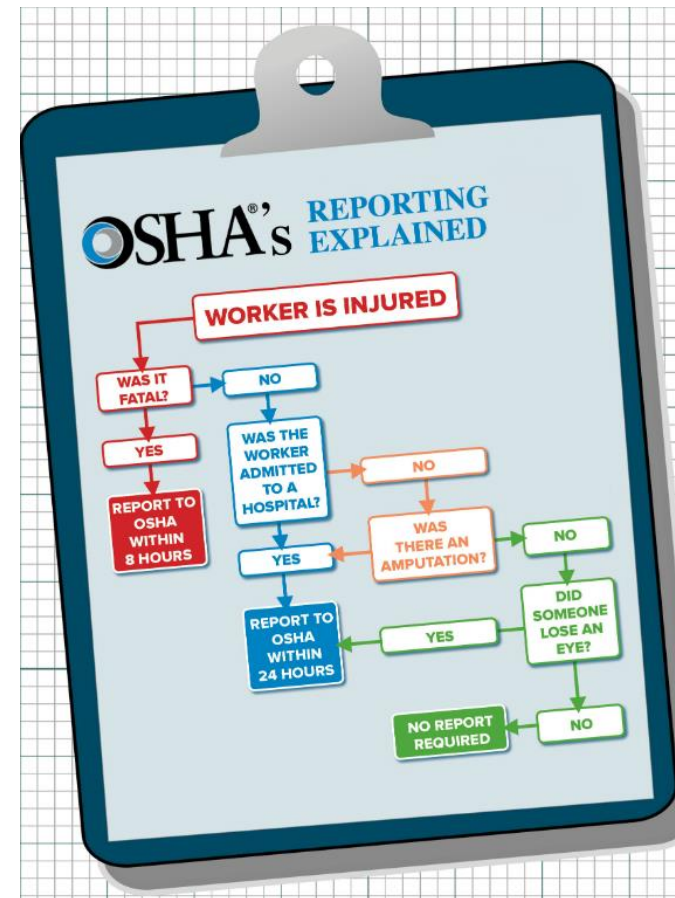 OSHA®'s REPORTING
EXPLAINED
WORKER IS INJURED
WAS IT
FATAL?
NO
YES
REPORT TO
OSHA
WITHIN
8 HOURS
WAS THE
WORKER
ADMITTED
TO A
HOSPITAL?
NO
YES
WAS
THERE AN
AMPUTATION?
NO
REPORT TO
OSHA
WITHIN
24 HOURS
YES
DID
SOMEONE
LOSE AN
EYE?
NO REPORT
REQUIRED
NO